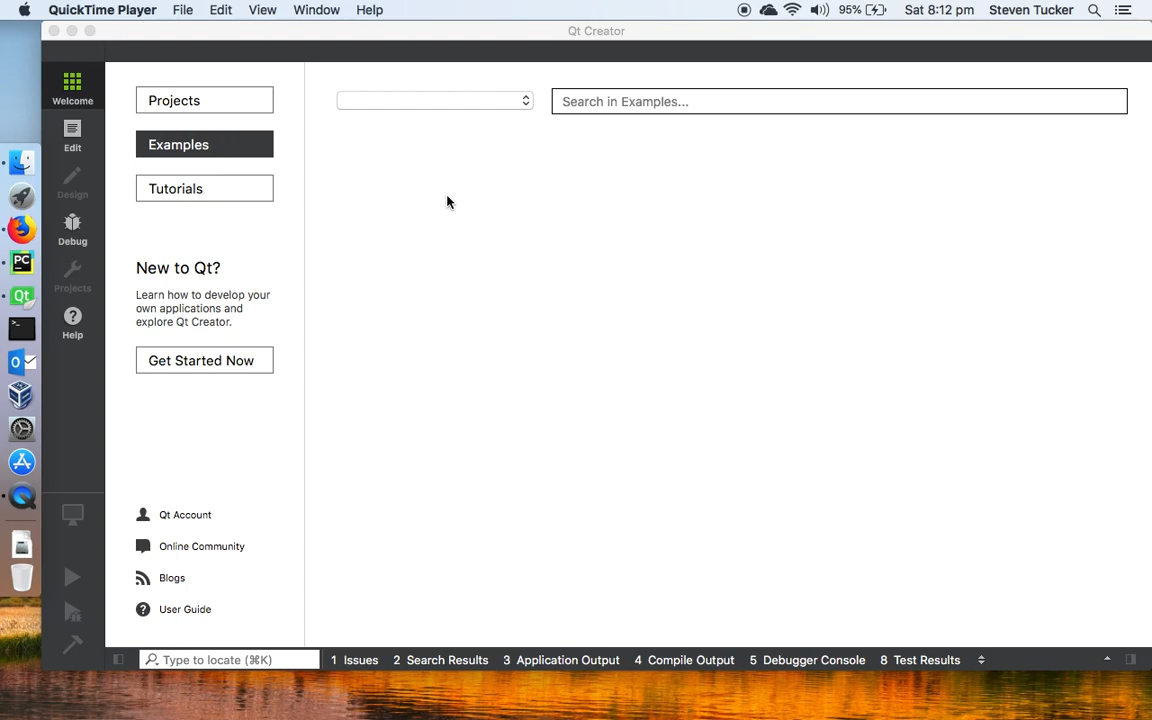 QuickTime Player File Edit View Window Help 95% Sat 8:12 pm Steven Tucker
Qt Creator
Welcome
Edit
Design
Debug
Projects
Help
PC
Qt
Projects
Examples
Tutorials
Search in Examples...
New to Qt?
Learn how to develop your
own applications and
explore Qt Creator.
Get Started Now
Qt Account
Online Community
Blogs
User Guide
Type to locate (⌘K) 1 Issues 2 Search Results 3 Application Output 4 Compile Output 5 Debugger Console 8 Test Results